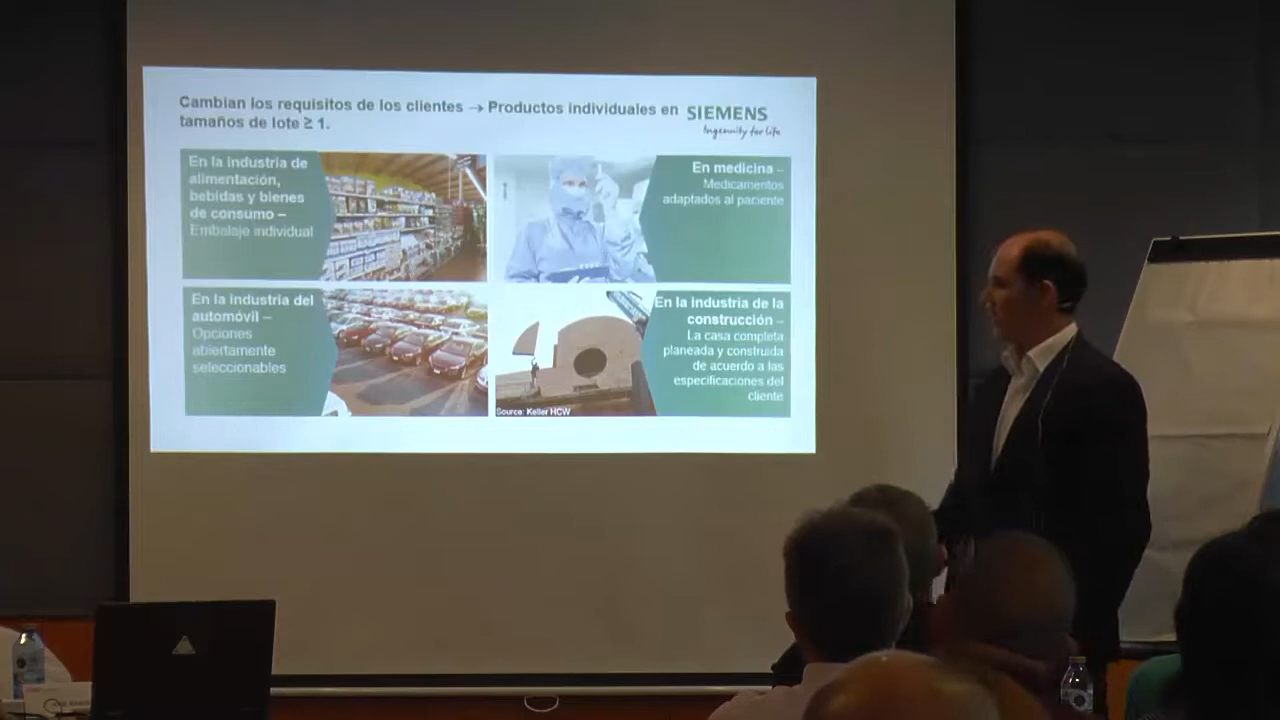 Cambian los requisitos de los clientes → Productos individuales en
tamaños de lote ≥ 1.
SIEMENS
Ingenuity for life
En la industria de
alimentación,
bebidas y bienes
de consumo –
Embalaje individual
En medicina –
Medicamentos
adaptados al paciente
En la industria del
automóvil –
Opciones
abiertamente
seleccionables
En la industria de la
construcción –
La casa completa
planeada y construida
de acuerdo a las
especificaciones del
cliente
Source: Keller HCW